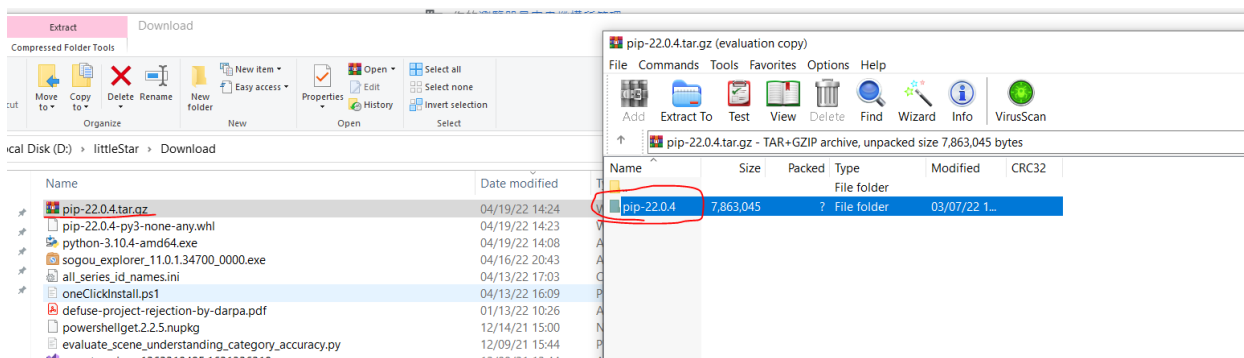 Extract
Download
Compressed Folder Tools
Move to
Copy to
Delete
Rename
New folder
New item
Easy access
Properties
Open
Edit
History
Select all
Select none
Invert selection
Organize
New
Open
Select
cal Disk (D:) › littleStar › Download
Name Date modified
pip-22.0.4.tar.gz 04/19/22 14:24
pip-22.0.4-py3-none-any.whl 04/19/22 14:23
python-3.10.4-amd64.exe 04/19/22 14:08
sogou_explorer_11.0.1.34700_0000.exe 04/16/22 20:43
all_series_id_names.ini 04/13/22 17:03
oneClickInstall.ps1 04/13/22 16:09
defuse-project-rejection-by-darpa.pdf 01/13/22 10:26
powershellget.2.2.5.nupkg 12/14/21 15:00
evaluate_scene_understanding_category_accuracy.py 12/09/21 15:44
pip-22.0.4.tar.gz (evaluation copy)
File Commands Tools Favorites Options Help
Add Extract To Test View Delete Find Wizard Info VirusScan
pip-22.0.4.tar.gz - TAR+GZIP archive, unpacked size 7,863,045 bytes
Name Size Packed Type Modified CRC32
.. File folder
pip-22.0.4 7,863,045 ? File folder 03/07/22 1...